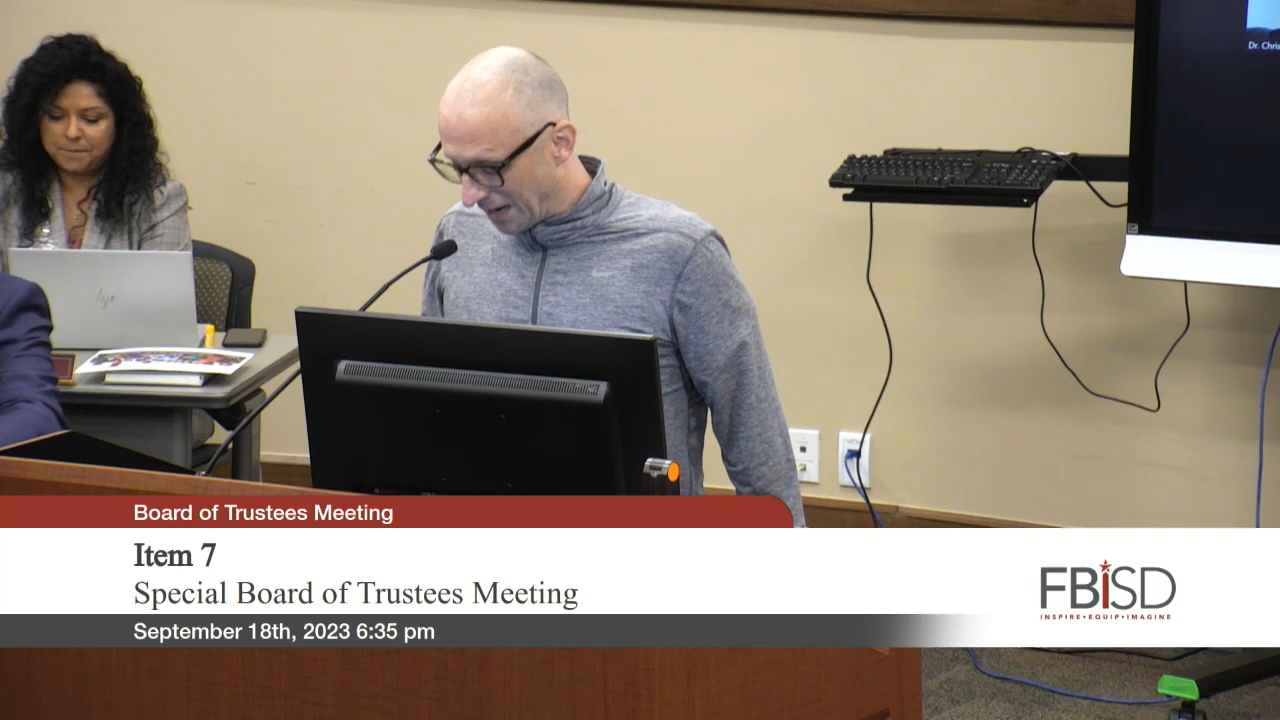 Dr. Chris
Board of Trustees Meeting
Item 7
Special Board of Trustees Meeting
September 18th, 2023 6:35 pm
FBiSD
INSPIRE•EQUIP•IMAGINE
hp